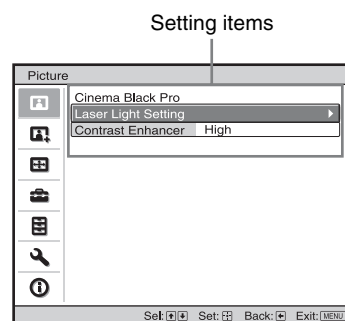 Setting items
Picture
Cinema Black Pro
Laser Light Setting
Contrast Enhancer High
Sel: Set: Back: Exit: MENU